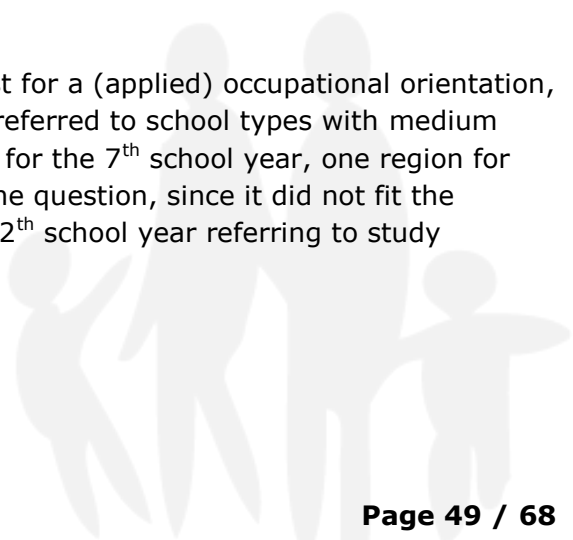 t for a (applied) occupational orientation,
referred to school types with medium
for the 7th school year, one region for
ne question, since it did not fit the
2th school year referring to study
Page 49 / 68